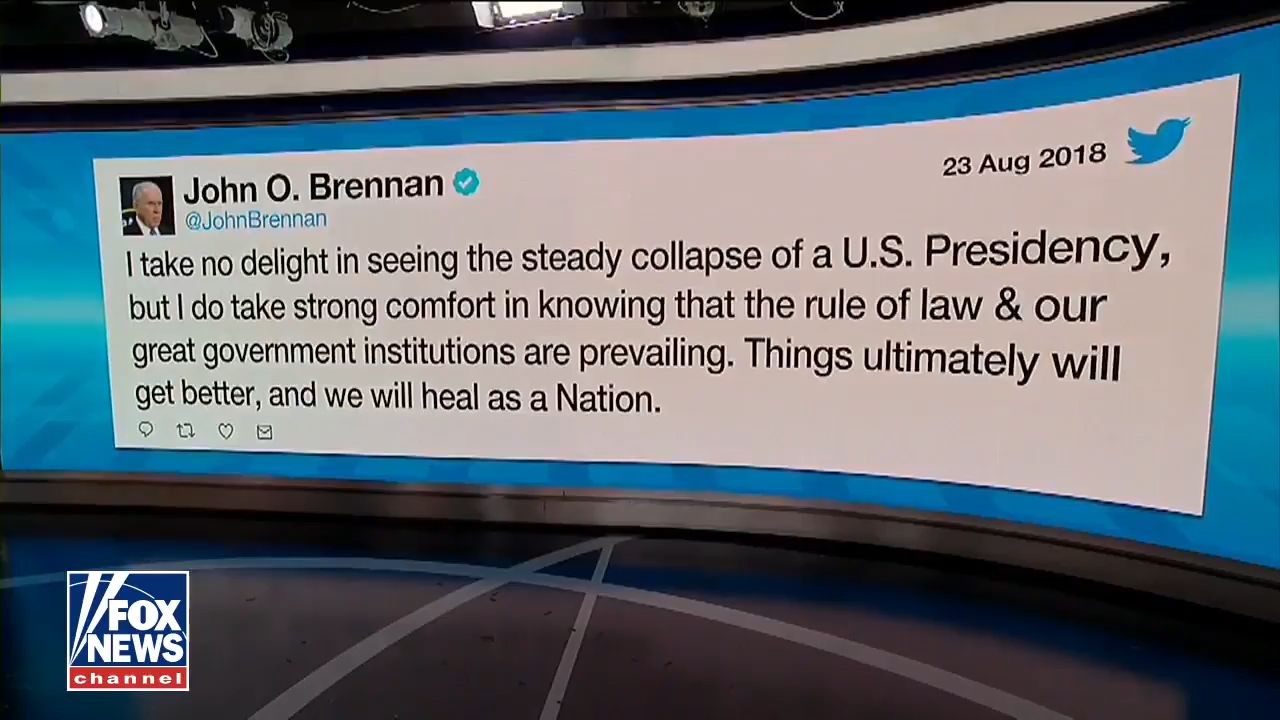 23 Aug 2018
John O. Brennan
@JohnBrennan
I take no delight in seeing the steady collapse of a U.S. Presidency,
but I do take strong comfort in knowing that the rule of law & our
great government institutions are prevailing. Things ultimately will
get better, and we will heal as a Nation.
FOX
NEWS
channel